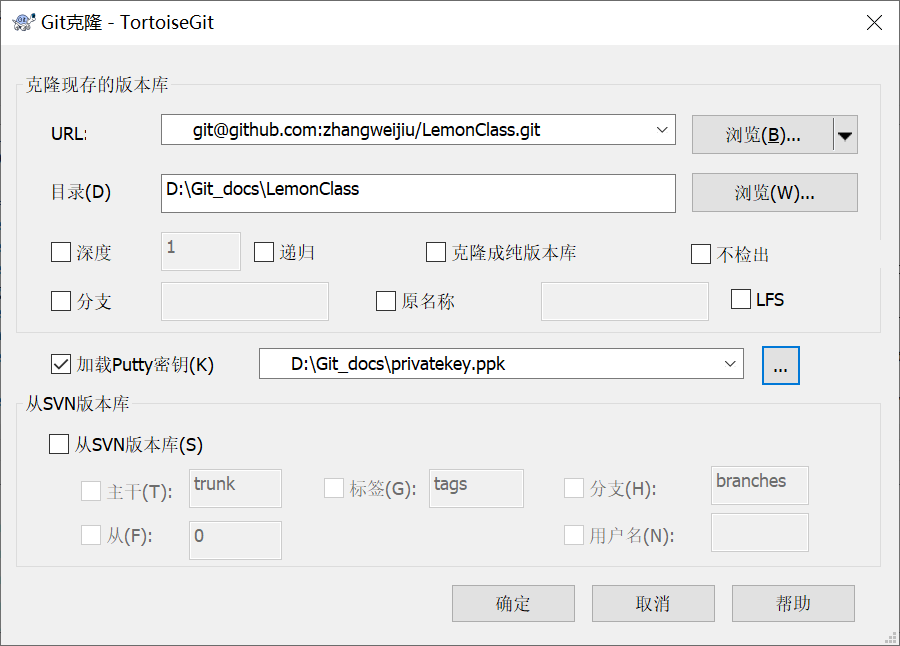 Git克隆 - TortoiseGit
克隆现存的版本库
URL: git@github.com:zhangweijiu/LemonClass.git 浏览(B)...
目录(D) D:\Git_docs\LemonClass 浏览(W)...
深度 1 递归 克隆成纯版本库 不检出
分支 原名称 LFS
加载Putty密钥(K) D:\Git_docs\privatekey.ppk ...
从SVN版本库
从SVN版本库(S)
主干(T): trunk 标签(G): tags 分支(H): branches
从(F): 0 用户名(N):
确定 取消 帮助